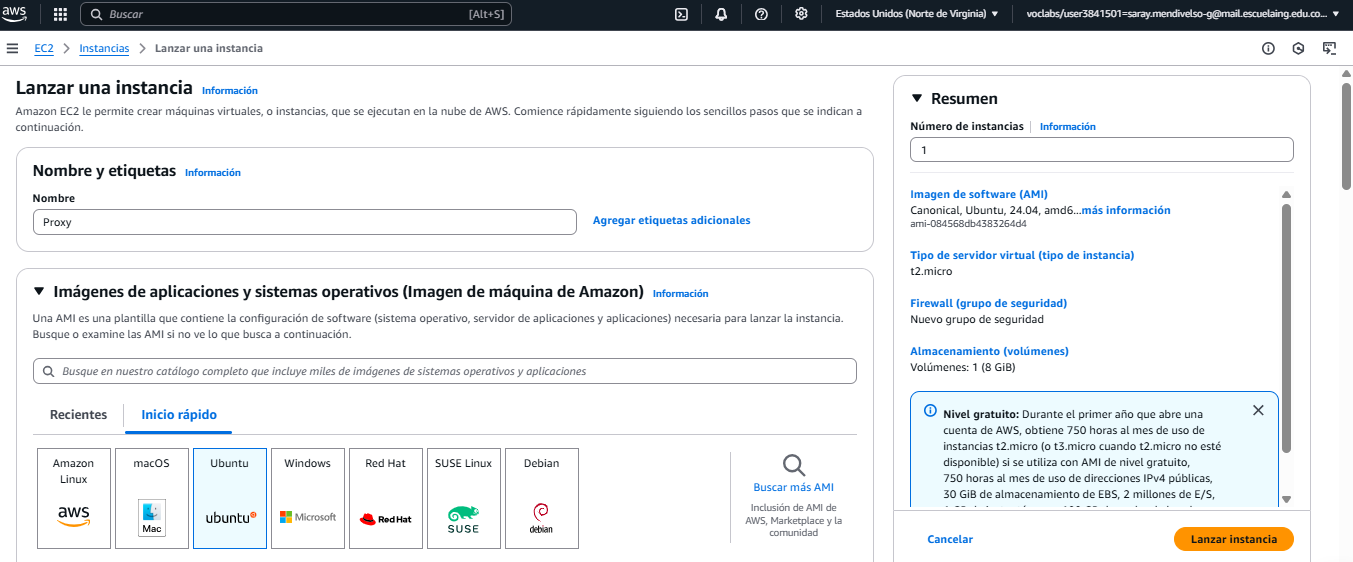 aws
Buscar
[Alt+S]
Estados Unidos (Norte de Virginia)
voclabs/user3841501=saray.mendivelso-g@mail.escuelaing.edu.co...
EC2
Instancias
Lanzar una instancia
Lanzar una instancia
Información
Amazon EC2 le permite crear máquinas virtuales, o instancias, que se ejecutan en la nube de AWS. Comience rápidamente siguiendo los sencillos pasos que se indican a
continuación.
Nombre y etiquetas
Información
Nombre
Proxy
Agregar etiquetas adicionales
Imágenes de aplicaciones y sistemas operativos (Imagen de máquina de Amazon)
Información
Una AMI es una plantilla que contiene la configuración de software (sistema operativo, servidor de aplicaciones y aplicaciones) necesaria para lanzar la instancia.
Busque o examine las AMI si no ve lo que busca a continuación.
Busque en nuestro catálogo completo que incluye miles de imágenes de sistemas operativos y aplicaciones
Recientes
Inicio rápido
Amazon
Linux
aws
macOS
Mac
Ubuntu
ubuntu
Windows
Microsoft
Red Hat
Red Hat
SUSE Linux
SUSE
Debian
debian
Buscar más AMI
Inclusión de AMI de
AWS, Marketplace y la
comunidad
Resumen
Número de instancias
Información
1
Imagen de software (AMI)
Canonical, Ubuntu, 24.04, amd6...más información
ami-084568db4383264d4
Tipo de servidor virtual (tipo de instancia)
t2.micro
Firewall (grupo de seguridad)
Nuevo grupo de seguridad
Almacenamiento (volúmenes)
Volúmenes: 1 (8 GiB)
Nivel gratuito: Durante el primer año que abre una
cuenta de AWS, obtiene 750 horas al mes de uso de
instancias t2.micro (o t3.micro cuando t2.micro no esté
disponible) si se utiliza con AMI de nivel gratuito,
750 horas al mes de uso de direcciones IPv4 públicas,
30 GiB de almacenamiento de EBS, 2 millones de E/S,
Cancelar
Lanzar instancia